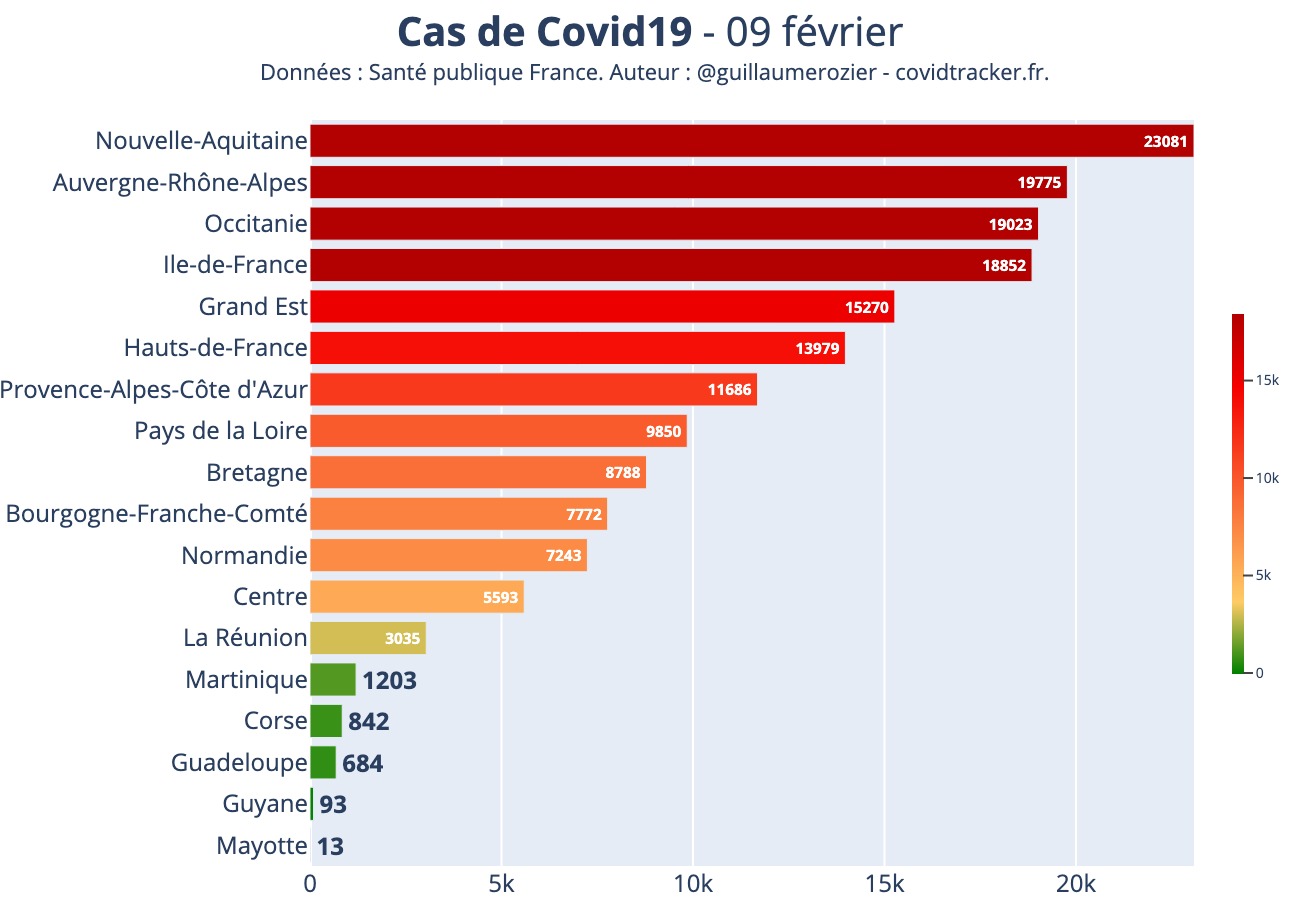 Cas de Covid19 - 09 février
Données : Santé publique France. Auteur : @guillaumerozier - covidtracker.fr.
Nouvelle-Aquitaine 23081
Auvergne-Rhône-Alpes 19775
Occitanie 19023
Ile-de-France 18852
Grand Est 15270
Hauts-de-France 13979
Provence-Alpes-Côte d'Azur 11686
Pays de la Loire 9850
Bretagne 8788
Bourgogne-Franche-Comté 7772
Normandie 7243
Centre 5593
La Réunion 3035
Martinique 1203
Corse 842
Guadeloupe 684
Guyane 93
Mayotte 13
0 5k 10k 15k 20k
15k
10k
5k
0